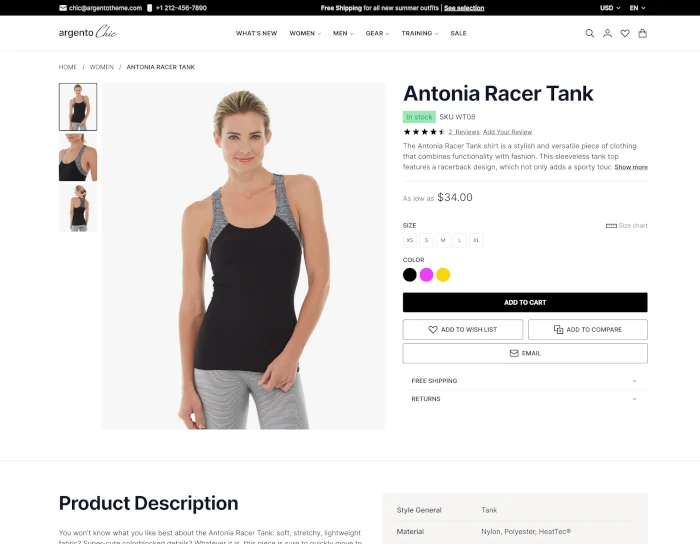 chic@argentotheme.com +1 212-456-7890 Free Shipping for all new summer outfits | See selection USD EN
argento Chic WHAT'S NEW WOMEN MEN GEAR TRAINING SALE
HOME / WOMEN / ANTONIA RACER TANK
Antonia Racer Tank
In stock SKU WT08
2 Reviews Add Your Review
The Antonia Racer Tank shirt is a stylish and versatile piece of clothing
that combines functionality with fashion. This sleeveless tank top
features a racerback design, which not only adds a sporty touc Show more
As low as $34.00
SIZE Size chart
XS S M L XL
COLOR
ADD TO CART
ADD TO WISH LIST ADD TO COMPARE
EMAIL
FREE SHIPPING
RETURNS
Product Description
You won't know what you like best about the Antonia Racer Tank: soft, stretchy, lightweight
fabric? Super-cute colorblocked details? Whatever it is, this piece is sure to quickly move to
Style General Tank
Material Nylon, Polyester, HeatTec®